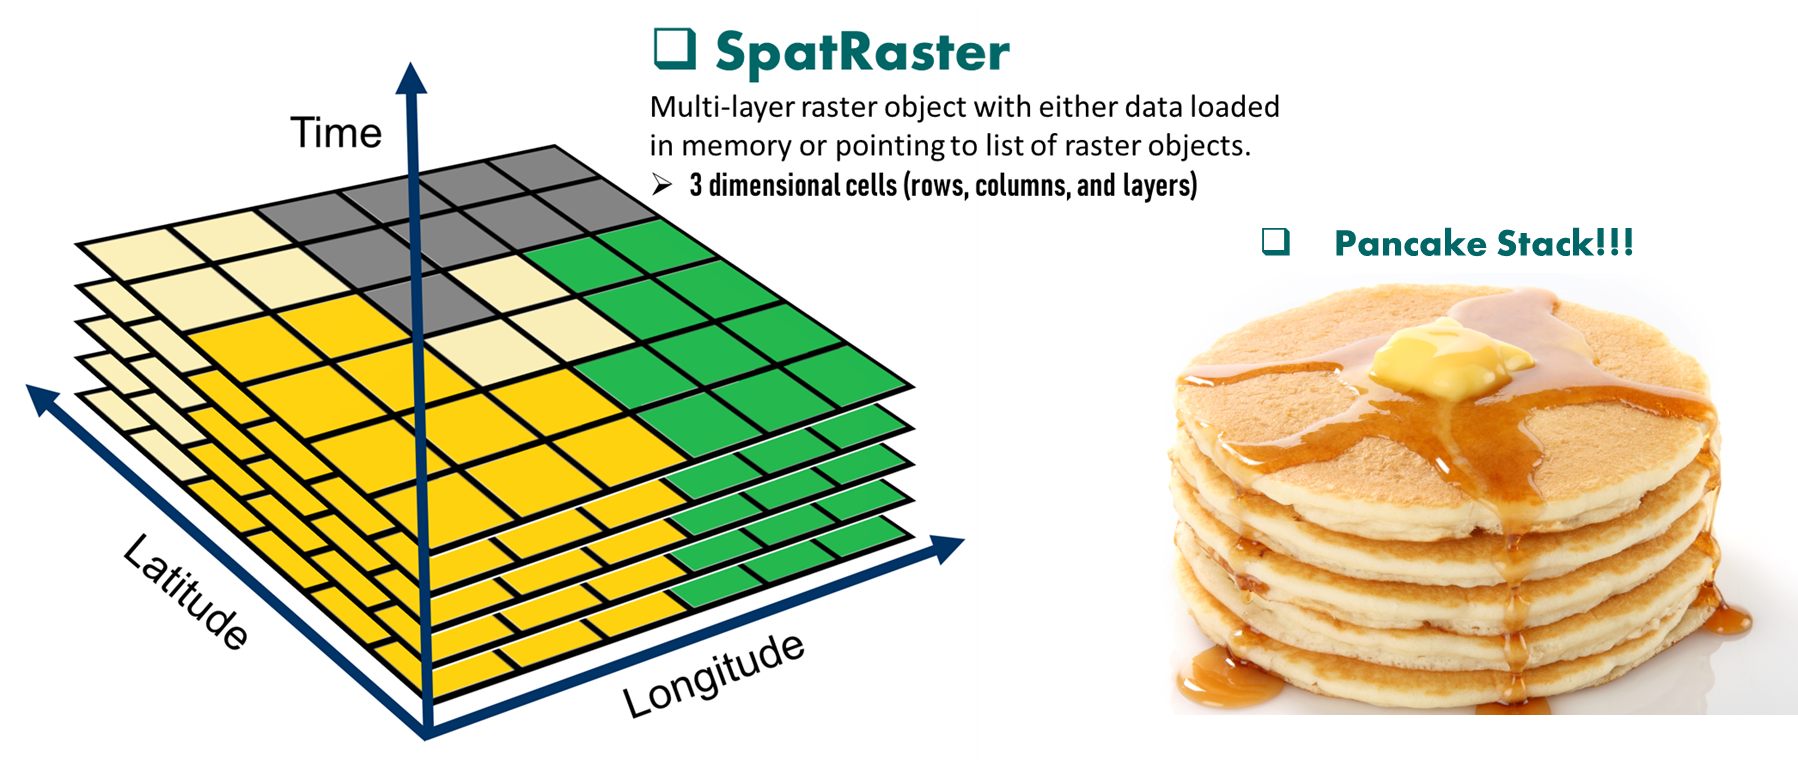 ❑ SpatRaster
Multi-layer raster object with either data loaded
in memory or pointing to list of raster objects.
➢ 3 dimensional cells (rows, columns, and layers)
Time
❑ Pancake Stack!!!
Latitude
Longitude